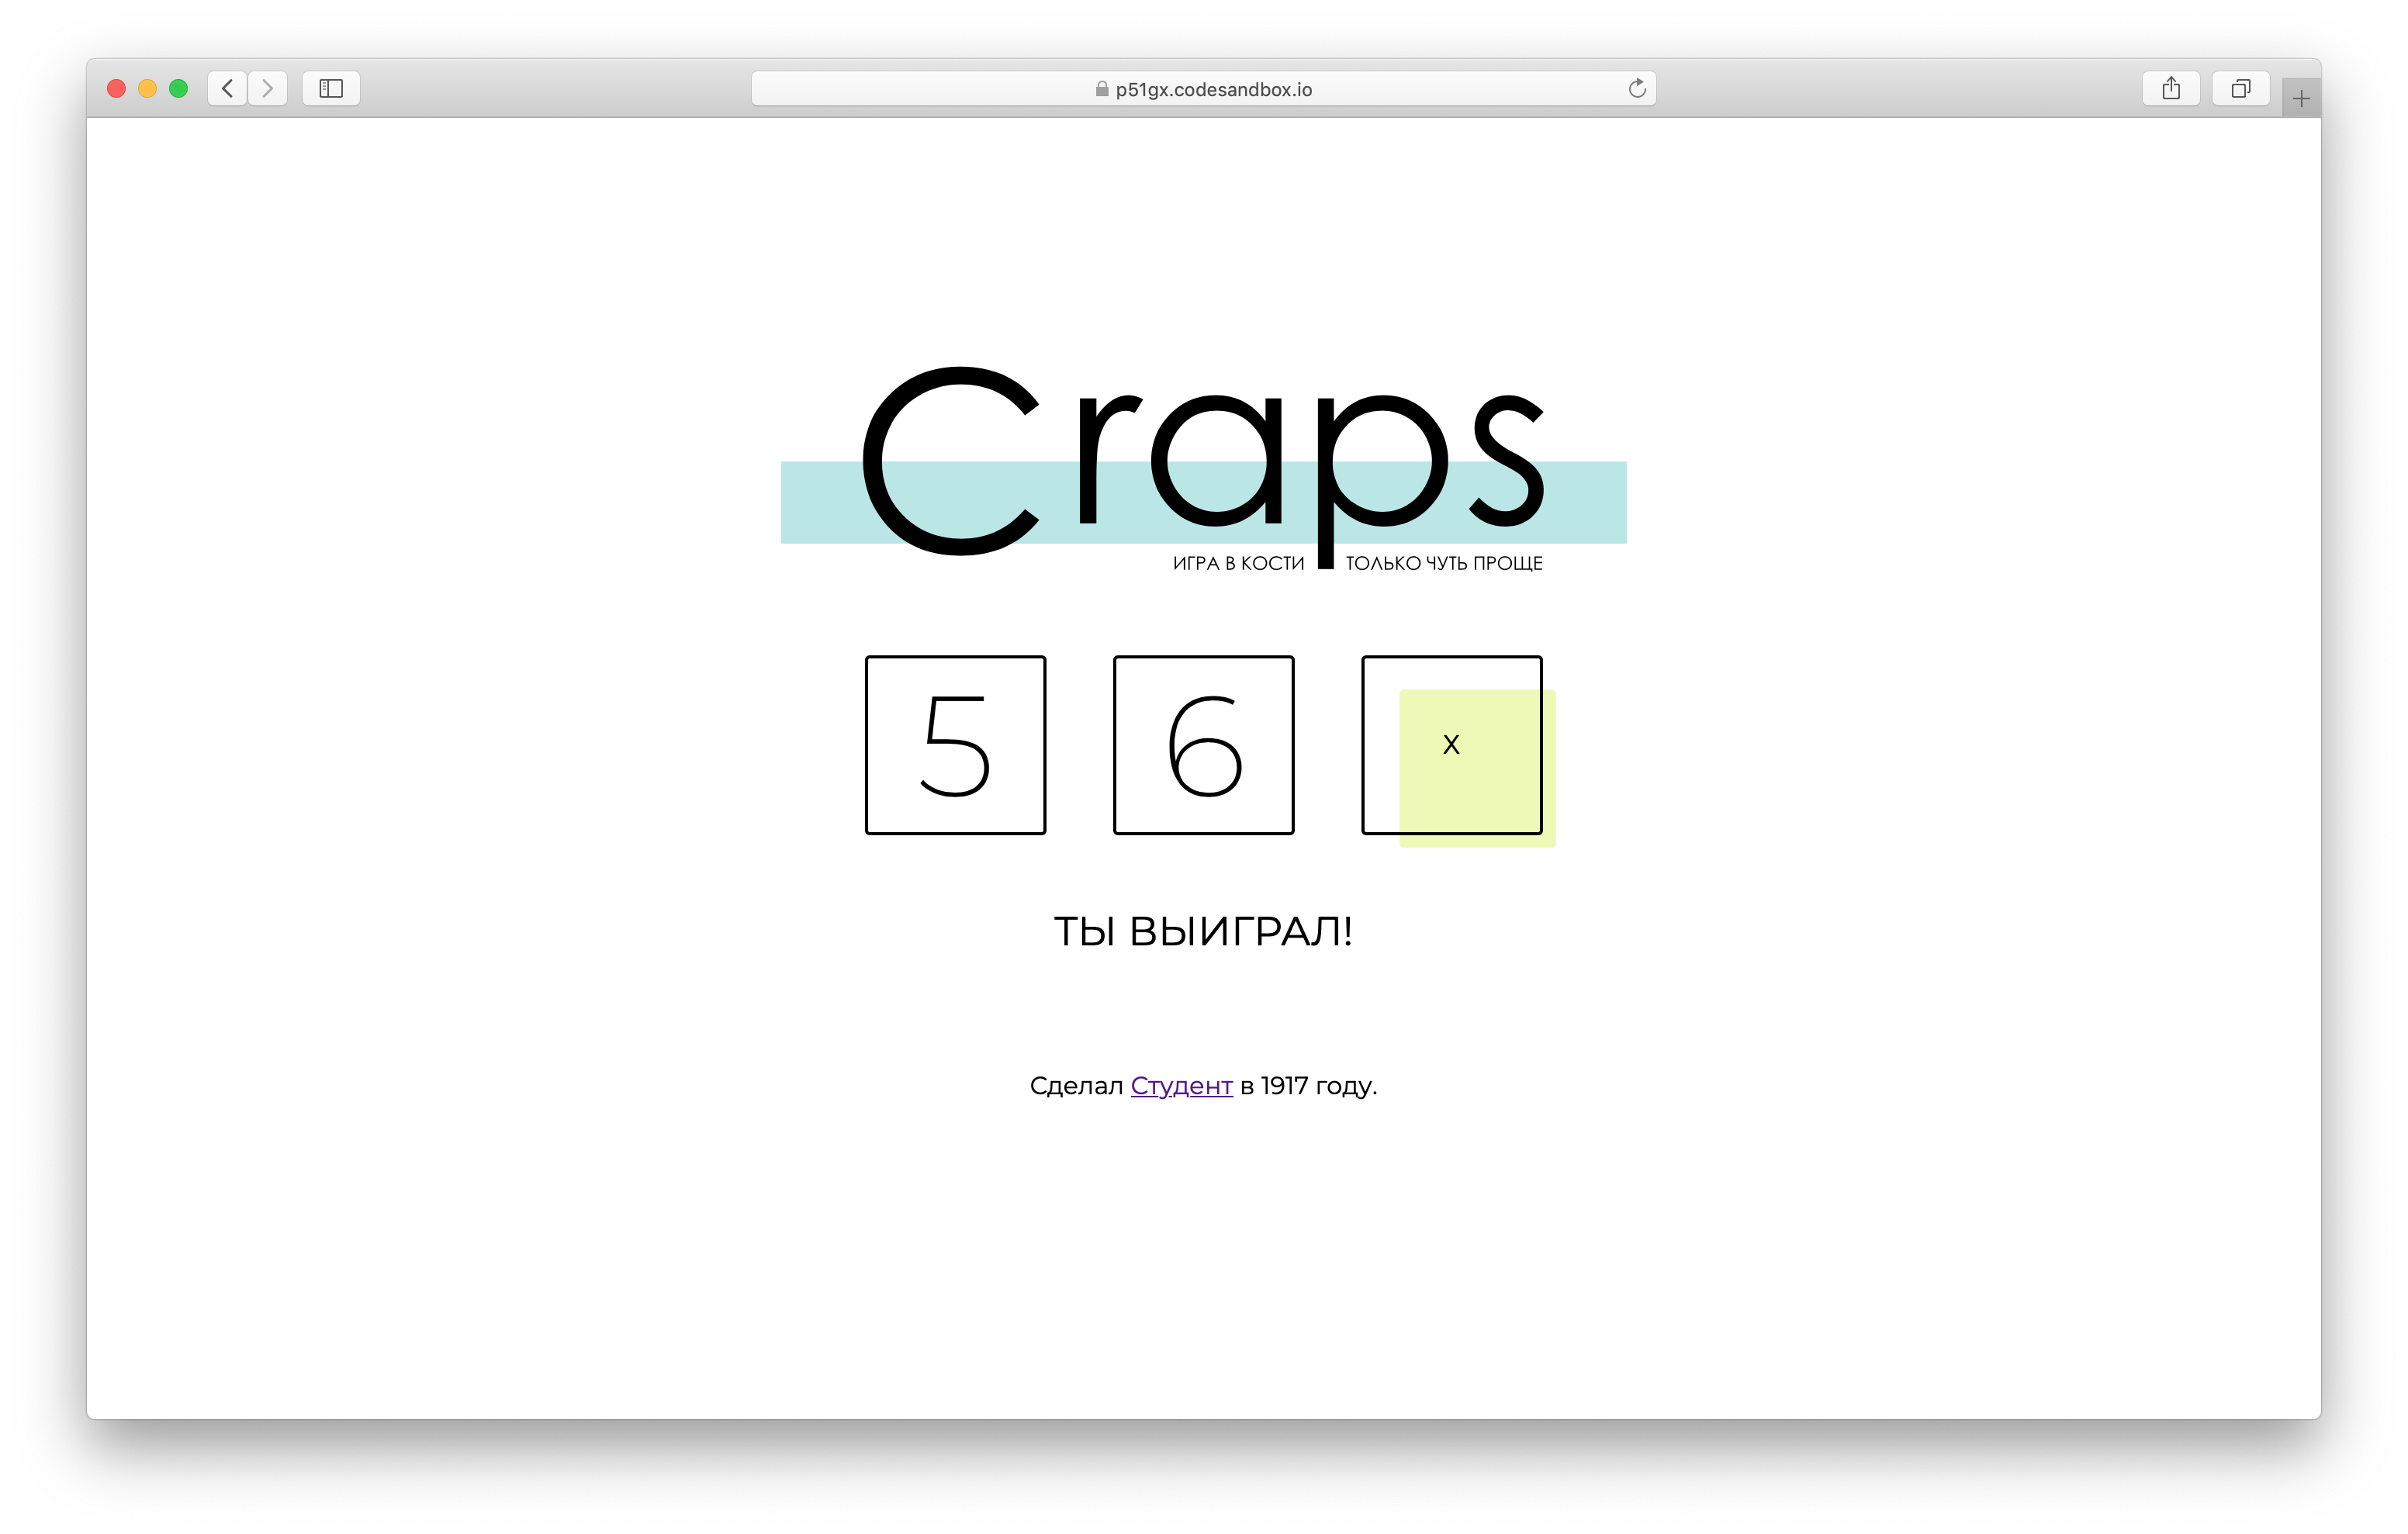 p51gx.codesandbox.io
Craps
ИГРА В КОСТИ ТОЛЬКО ЧУТЬ ПРОЩЕ
5 6 x
ТЫ ВЫИГРАЛ!
Сделал Студент в 1917 году.